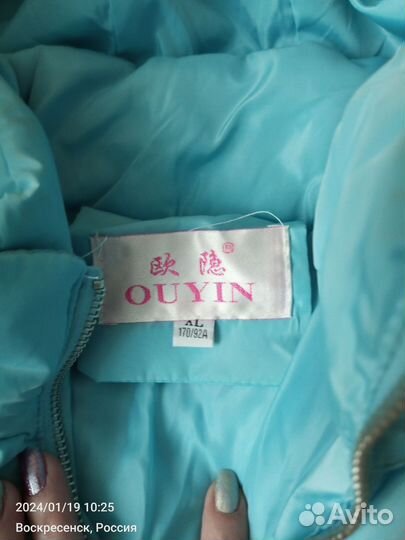 欧隐®
OUYIN
XL
170/92A
2024/01/19 10:25
Воскресенск, Россия
Avito